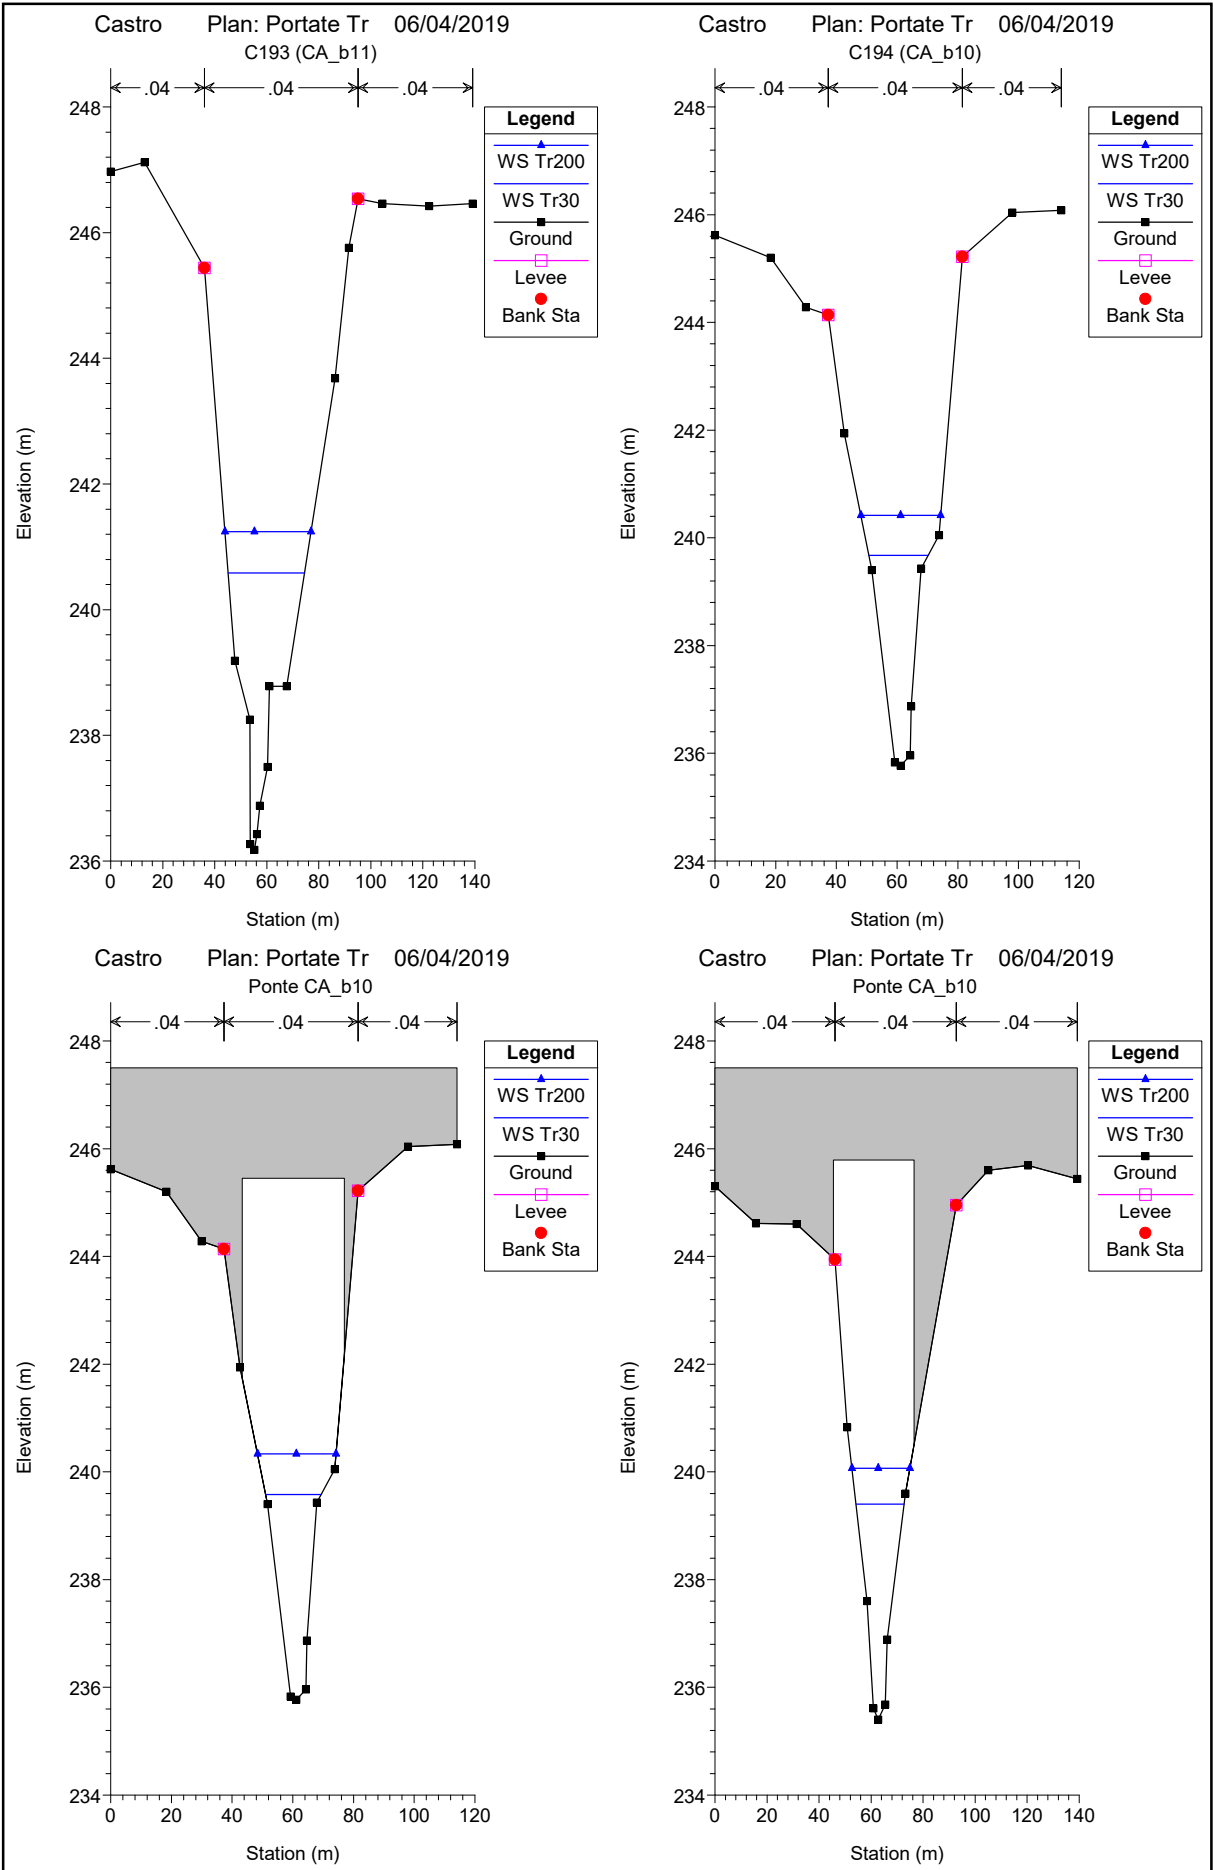 Castro Plan: Portate Tr 06/04/2019
C193 (CA_b11)
.04 .04 .04
248
246
244
242
240
238
236
0 20 40 60 80 100 120 140
Elevation (m)
Station (m)
Legend
WS Tr200
WS Tr30
Ground
Levee
Bank Sta
Castro Plan: Portate Tr 06/04/2019
C194 (CA_b10)
.04 .04 .04
248
246
244
242
240
238
236
234
0 20 40 60 80 100 120
Elevation (m)
Station (m)
Legend
WS Tr200
WS Tr30
Ground
Levee
Bank Sta
Castro Plan: Portate Tr 06/04/2019
Ponte CA_b10
.04 .04 .04
248
246
244
242
240
238
236
234
0 20 40 60 80 100 120
Elevation (m)
Station (m)
Legend
WS Tr200
WS Tr30
Ground
Levee
Bank Sta
Castro Plan: Portate Tr 06/04/2019
Ponte CA_b10
.04 .04 .04
248
246
244
242
240
238
236
234
0 20 40 60 80 100 120 140
Elevation (m)
Station (m)
Legend
WS Tr200
WS Tr30
Ground
Levee
Bank Sta